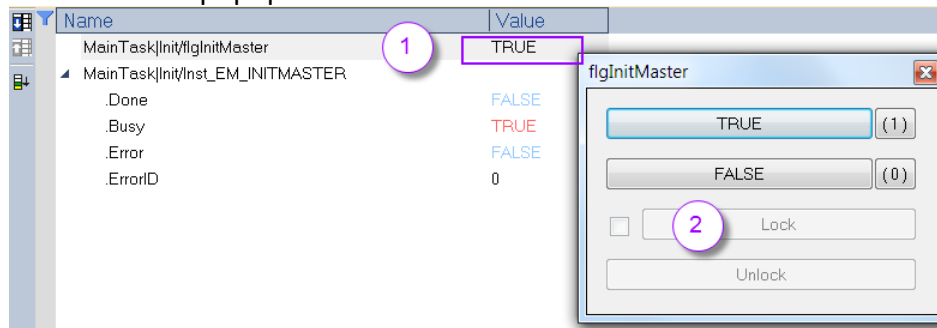 Name Value
MainTask|Init/flgInitMaster 1 TRUE
MainTask|Init/Inst_EM_INITMASTER
.Done FALSE
.Busy TRUE
.Error FALSE
.ErrorID 0
flgInitMaster
TRUE (1)
FALSE (0)
2 Lock
Unlock